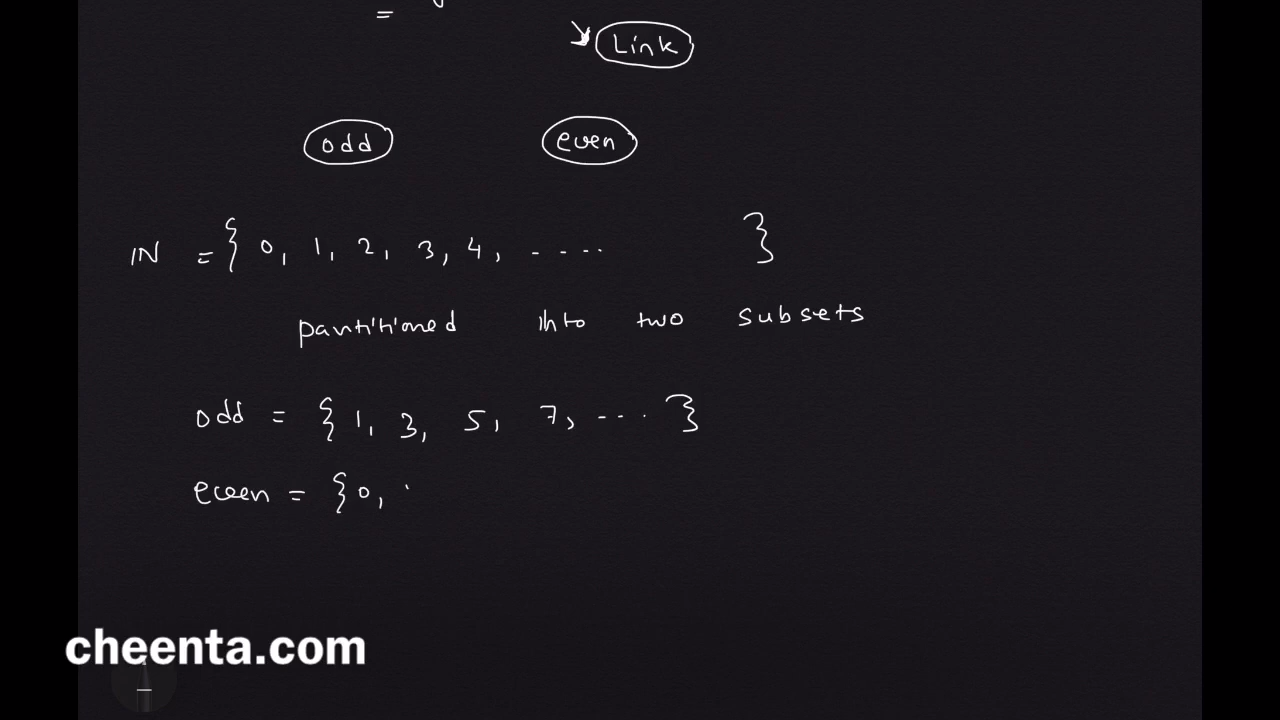 =
Link
odd even
IN = { 0, 1, 2, 3, 4, ---.. }
partitioned into two subsets
odd = { 1, 3, 5, 7, --- }
even = { 0,
cheenta.com